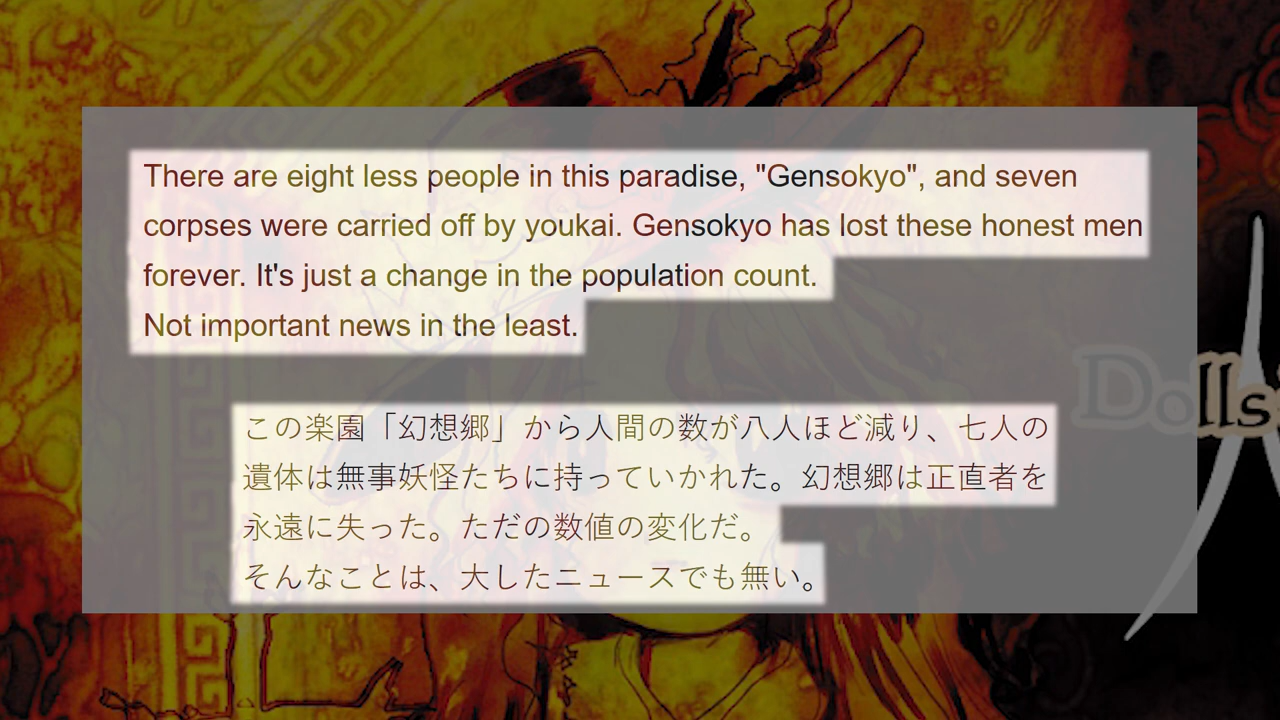 There are eight less people in this paradise, "Gensokyo", and seven
corpses were carried off by youkai. Gensokyo has lost these honest men
forever. It's just a change in the population count.
Not important news in the least.
Dolls
この楽園「幻想郷」から人間の数が八人ほど減り、七人の
遺体は無事妖怪たちに持っていかれた。幻想郷は正直者を
永遠に失った。ただの数値の変化だ。
そんなことは、大したニュースでも無い。